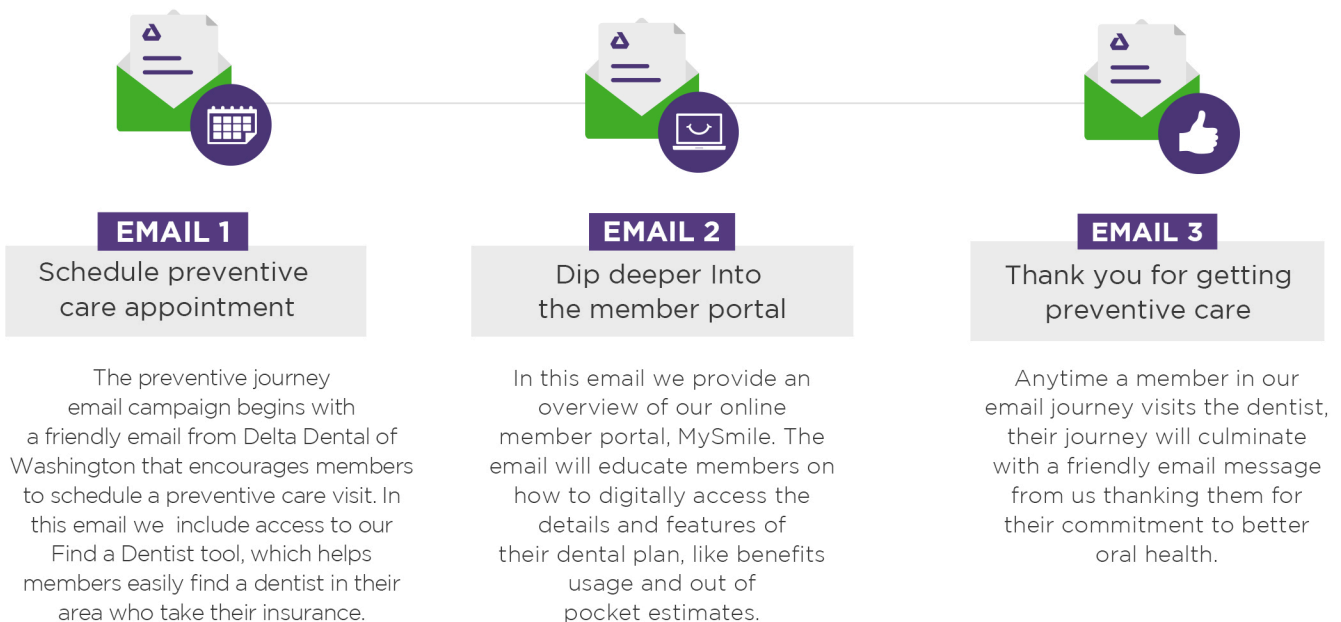 EMAIL 1
Schedule preventive
care appointment
The preventive journey
email campaign begins with
a friendly email from Delta Dental of
Washington that encourages members
to schedule a preventive care visit. In
this email we  include access to our
Find a Dentist tool, which helps
members easily find a dentist in their
area who take their insurance.
EMAIL 2
Dip deeper Into
the member portal
In this email we provide an
overview of our online
member portal, MySmile. The
email will educate members on
how to digitally access the
details and features of
their dental plan, like benefits
usage and out of
pocket estimates.
EMAIL 3
Thank you for getting
preventive care
Anytime a member in our
email journey visits the dentist,
their journey will culminate
with a friendly email message
from us thanking them for
their commitment to better
oral health.